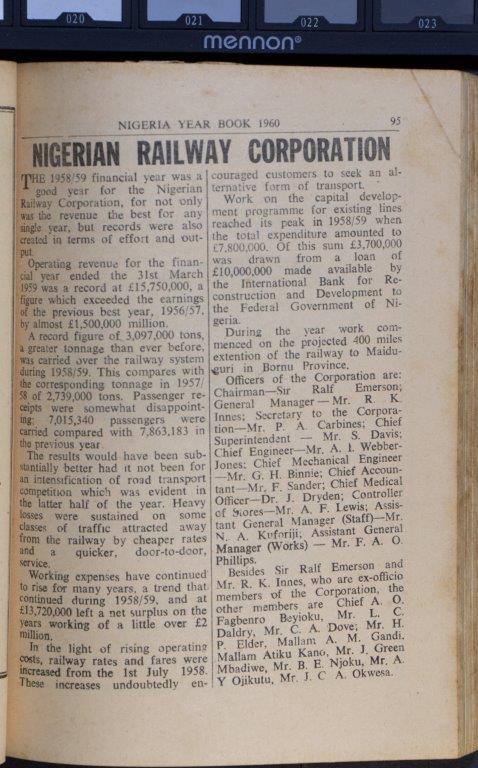 020
021
022
023
mennon®
NIGERIA YEAR BOOK 1960
95
NIGERIAN RAILWAY CORPORATION
THE 1958/59 financial year was a
good year for the Nigerian
Railway Corporation, for not only
was the revenue the best for any
single year, but records were also
created in terms of effort and out-
put.
Operating revenue for the finan-
cial year ended the 31st March
1959 was a record at £15,750,000, a
figure which exceeded the earnings
of the previous best year, 1956/57,
by almost £1,500,000 million.
A record figure of 3,097,000 tons,
a greater tonnage than ever before,
was carried over the railway system
during 1958/59. This compares with
the corresponding tonnage in 1957/
58 of 2,739,000 tons. Passenger re-
ceipts were somewhat disappoint-
ing; 7,015,340 passengers were
carried compared with 7,863,183 in
the previous year
The results would have been sub-
stantially better had it not been for
an intensification of road transport
competition which was evident in
the latter half of the year. Heavy
losses were sustained on some
classes of traffic attracted away
from the railway by cheaper rates
and a quicker, door-to-door,
service.
Working expenses have continued
to rise for many years, a trend that
continued during 1958/59, and at
£13,720,000 left a net surplus on the
years working of a little over £2
million.
In the light of rising operating
costs, railway rates and fares were
increased from the 1st July 1958.
These increases undoubtedly en-
couraged customers to seek an al-
ternative form of transport.
Work on the capital develop-
ment programme for existing lines
reached its peak in 1958/59 when
the total expenditure amounted to
£7,800,000. Of this sum £3,700,000
was drawn from a loan of
£10,000,000 made available by
the International Bank for Re-
construction and Development to
the Federal Government of Ni-
geria.
During the year work com-
menced on the projected 400 miles
extention of the railway to Maidu-
guri in Bornu Province.
Officers of the Corporation are:
Chairman—Sir Ralf Emerson;
General Manager — Mr. R. K.
Innes; Secretary to the Corpora-
tion—Mr. P. A. Carbines; Chief
Superintendent — Mr. S. Davis;
Chief Engineer—Mr. A. I. Webber-
Jones; Chief Mechanical Engineer
—Mr. G. H. Binnie; Chief Accoun-
tant—Mr. F. Sander; Chief Medical
Officer—Dr. J. Dryden; Controller
of Stores—Mr. A. F. Lewis; Assis-
tant General Manager (Staff)—Mr.
N. A. Kuforiji; Assistant General
Manager (Works) — Mr. F. A. O.
Phillips.
Besides Sir Ralf Emerson and
Mr. R. K. Innes, who are ex-officio
members of the Corporation, the
other members are Chief A. O.
Fagbenro Beyioku, Mr. L. C.
Daldry, Mr. C. A. Dove, Mr. H.
P. Elder, Mallam A. M. Gandi,
Mallam Atiku Kano, Mr. J. Green
Mbadiwe, Mr. B. E. Njoku, Mr. A.
Y Ojikutu, Mr. J. C A. Okwesa.